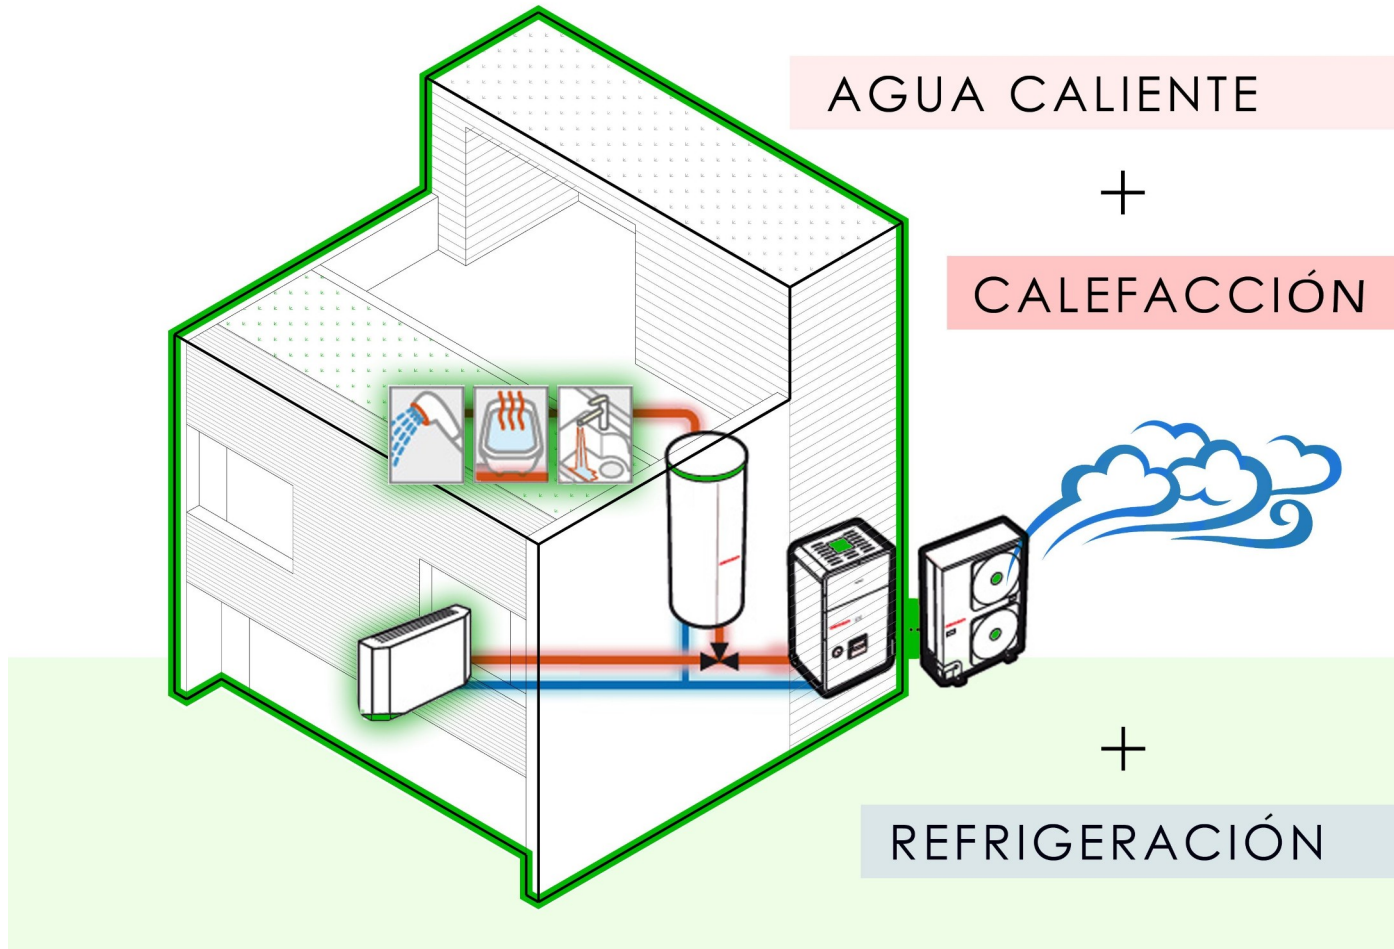 AGUA CALIENTE
+
CALEFACCIÓN
+
REFRIGERACIÓN